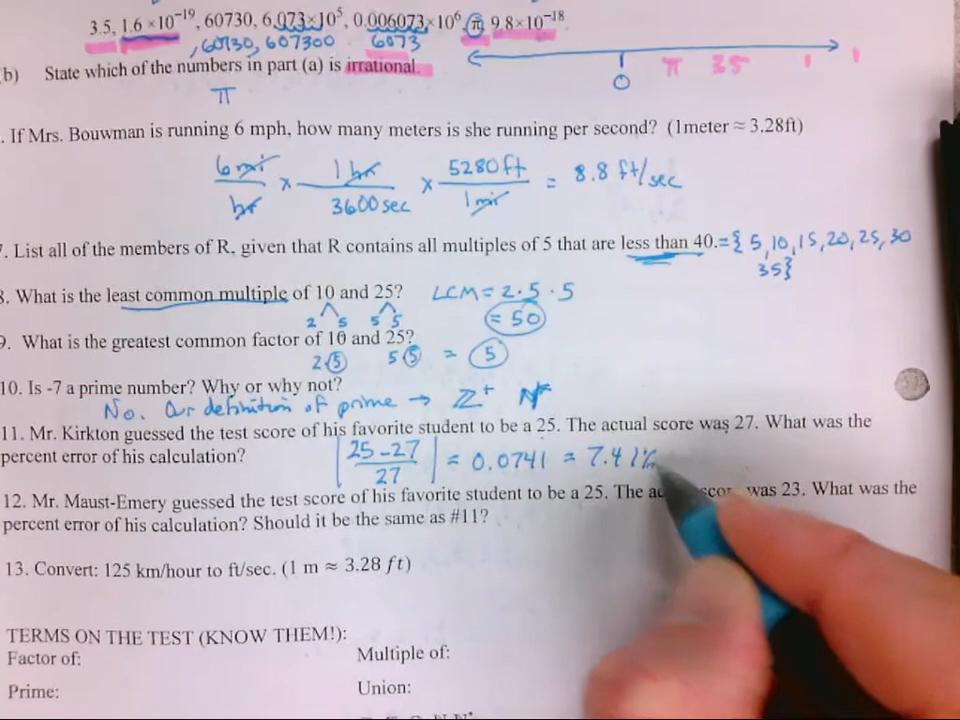 3.5, 1.6 ×10⁻¹⁹, 60730, 6.073×10⁵, 0.006073×10⁶, π, 9.8×10⁻¹⁸
, 60730, 607300 6073
b) State which of the numbers in part (a) is irrational.
π 3.5 1 1
0
π
. If Mrs. Bouwman is running 6 mph, how many meters is she running per second? (1meter ≈ 3.28ft)
6mi/hr × 1hr/3600sec × 5280ft/1mi = 8.8 ft/sec
7. List all of the members of R, given that R contains all multiples of 5 that are less than 40. = { 5, 10, 15, 20, 25, 30
35}
8. What is the least common multiple of 10 and 25? LCM = 2·5·5
2 5 5 5 = 50
9. What is the greatest common factor of 10 and 25?
2 5 5 5 = 5
10. Is -7 a prime number? Why or why not?
No. Our definition of prime → ℤ⁺ ℕ*
11. Mr. Kirkton guessed the test score of his favorite student to be a 25. The actual score was 27. What was the
percent error of his calculation? |25-27/27| = 0.0741 = 7.41%
12. Mr. Maust-Emery guessed the test score of his favorite student to be a 25. The was 23. What was the
percent error of his calculation? Should it be the same as #11?
13. Convert: 125 km/hour to ft/sec. (1 m ≈ 3.28 ft)
TERMS ON THE TEST (KNOW THEM!):
Factor of: Multiple of:
Prime: Union: